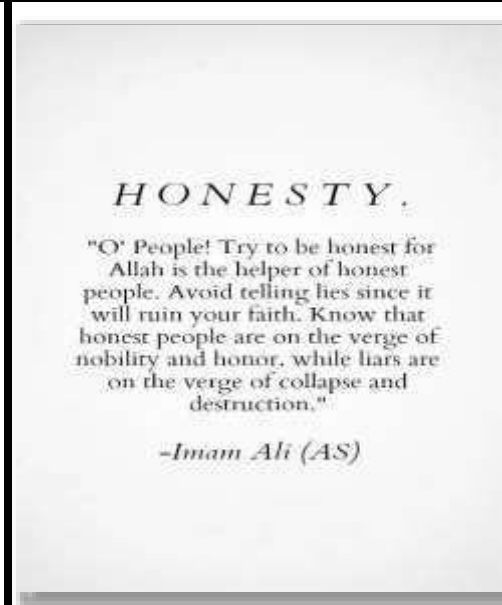 HONESTY.
"O' People! Try to be honest for
Allah is the helper of honest
people. Avoid telling lies since it
will ruin your faith. Know that
honest people are on the verge of
nobility and honor, while liars are
on the verge of collapse and
destruction."
-Imam Ali (AS)